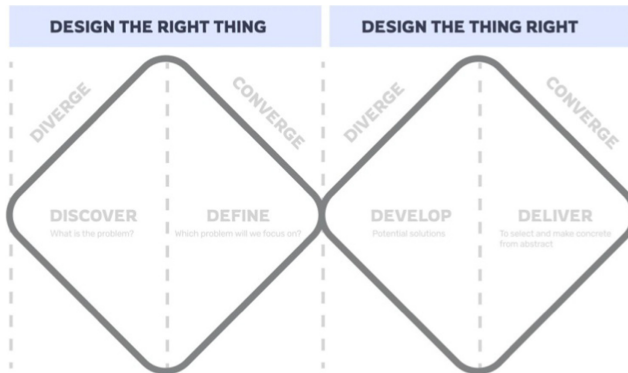 DESIGN THE RIGHT THING
DESIGN THE THING RIGHT
DIVERGE
CONVERGE
DIVERGE
CONVERGE
DISCOVER
What is the problem?
DEFINE
Which problem will we focus on?
DEVELOP
Potential solutions
DELIVER
To select and make concrete
from abstract